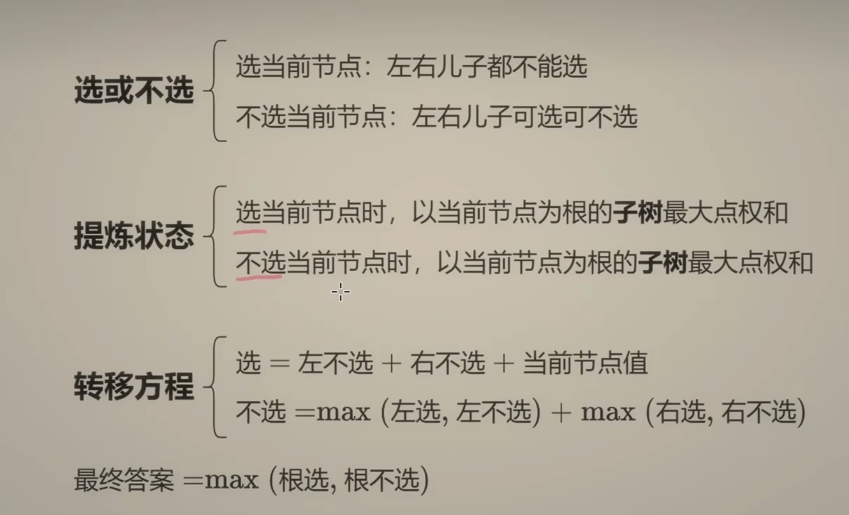 选或不选
选当前节点：左右儿子都不能选
不选当前节点：左右儿子可选可不选
提炼状态
选当前节点时，以当前节点为根的子树最大点权和
不选当前节点时，以当前节点为根的子树最大点权和
转移方程
选 = 左不选 + 右不选 + 当前节点值
不选 =max (左选, 左不选) + max (右选, 右不选)
最终答案 =max (根选, 根不选)